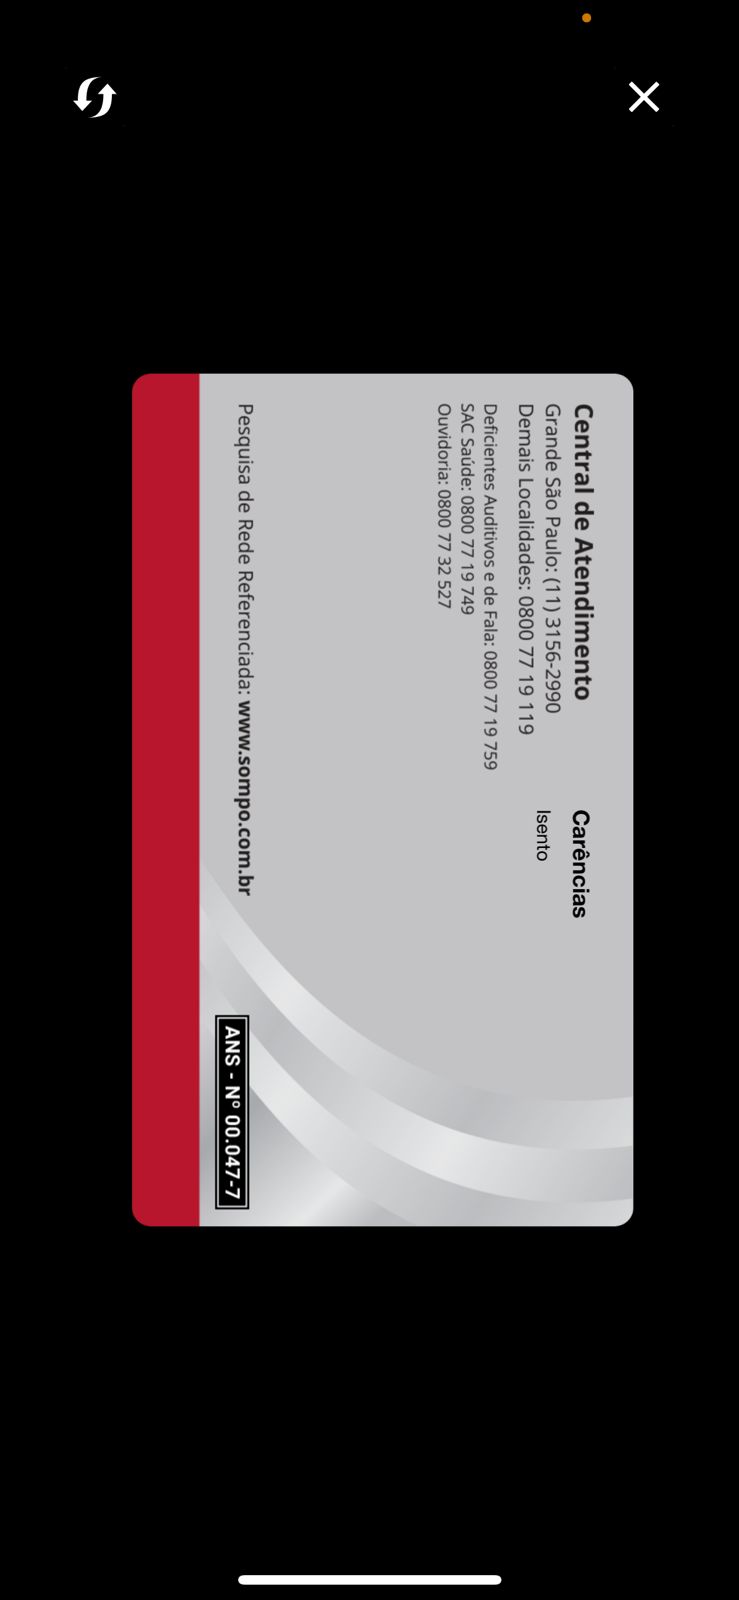 Central de Atendimento
Grande São Paulo: (11) 3156-2990
Demais Localidades: 0800 77 19 119
Deficientes Auditivos e de Fala: 0800 77 19 759
SAC Saúde: 0800 77 19 749
Ouvidoria: 0800 77 32 527
Carências
Isento
Pesquisa de Rede Referenciada: www.sompo.com.br
ANS - Nº 00.047-7